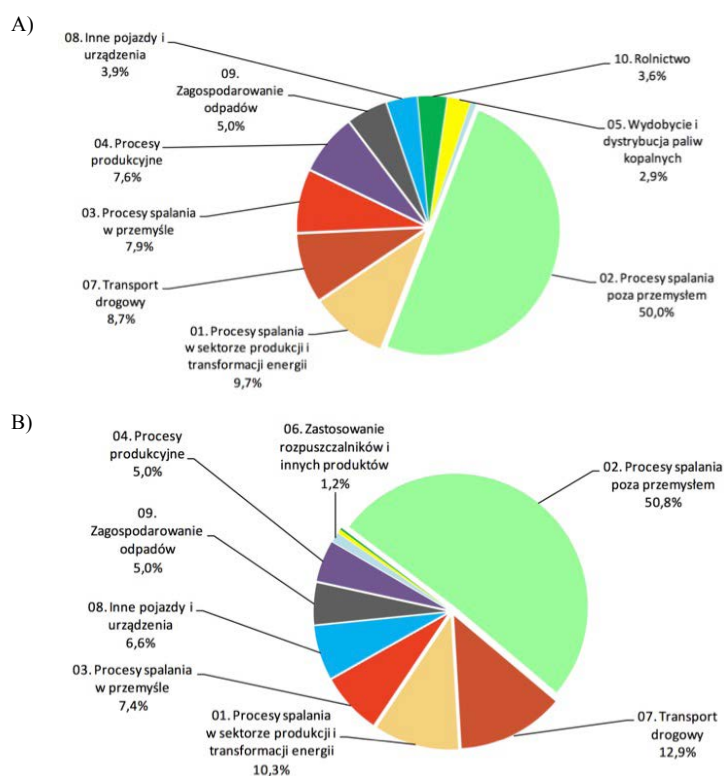 A)
08. Inne pojazdy i
urządzenia
3,9%
09.
Zagospodarowanie
odpadów
5,0%
04. Procesy
produkcyjne
7,6%
03. Procesy spalania
w przemyśle
7,9%
07. Transport
drogowy
8,7%
01. Procesy spalania
w sektorze produkcji i
transformacji energii
9,7%
10. Rolnictwo
3,6%
05. Wydobycie i
dystrybucja paliw
kopalnych
2,9%
02. Procesy spalania
poza przemysłem
50,0%
B)
04. Procesy
produkcyjne
5,0%
06. Zastosowanie
rozpuszczalników i
innych produktów
1,2%
09.
Zagospodarowanie
odpadów
5,0%
08. Inne pojazdy i
urządzenia
6,6%
03. Procesy spalania
w przemyśle
7,4%
01. Procesy spalania
w sektorze produkcji i
transformacji energii
10,3%
02. Procesy spalania
poza przemysłem
50,8%
07. Transport
drogowy
12,9%